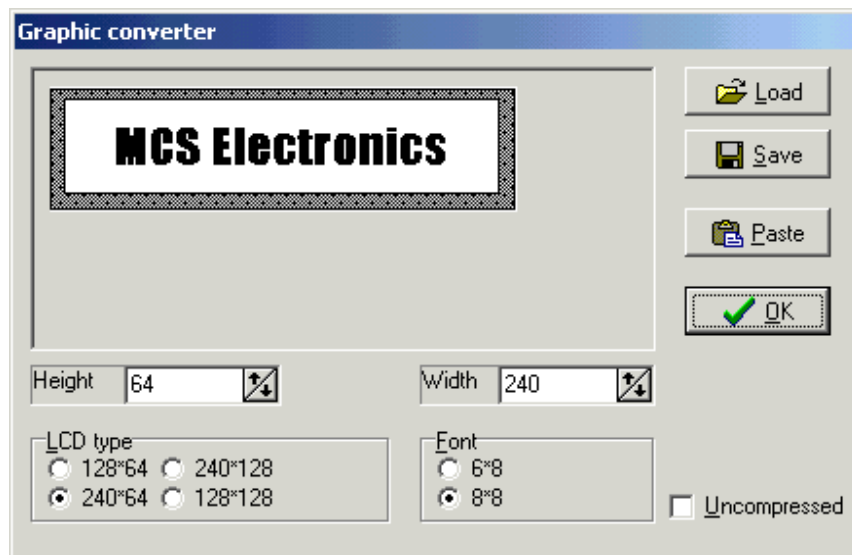 Graphic converter
MCS Electronics
Load
Save
Paste
OK
Height 64
Width 240
LCD type
128*64 240*128
240*64 128*128
Font
6*8
8*8
Uncompressed